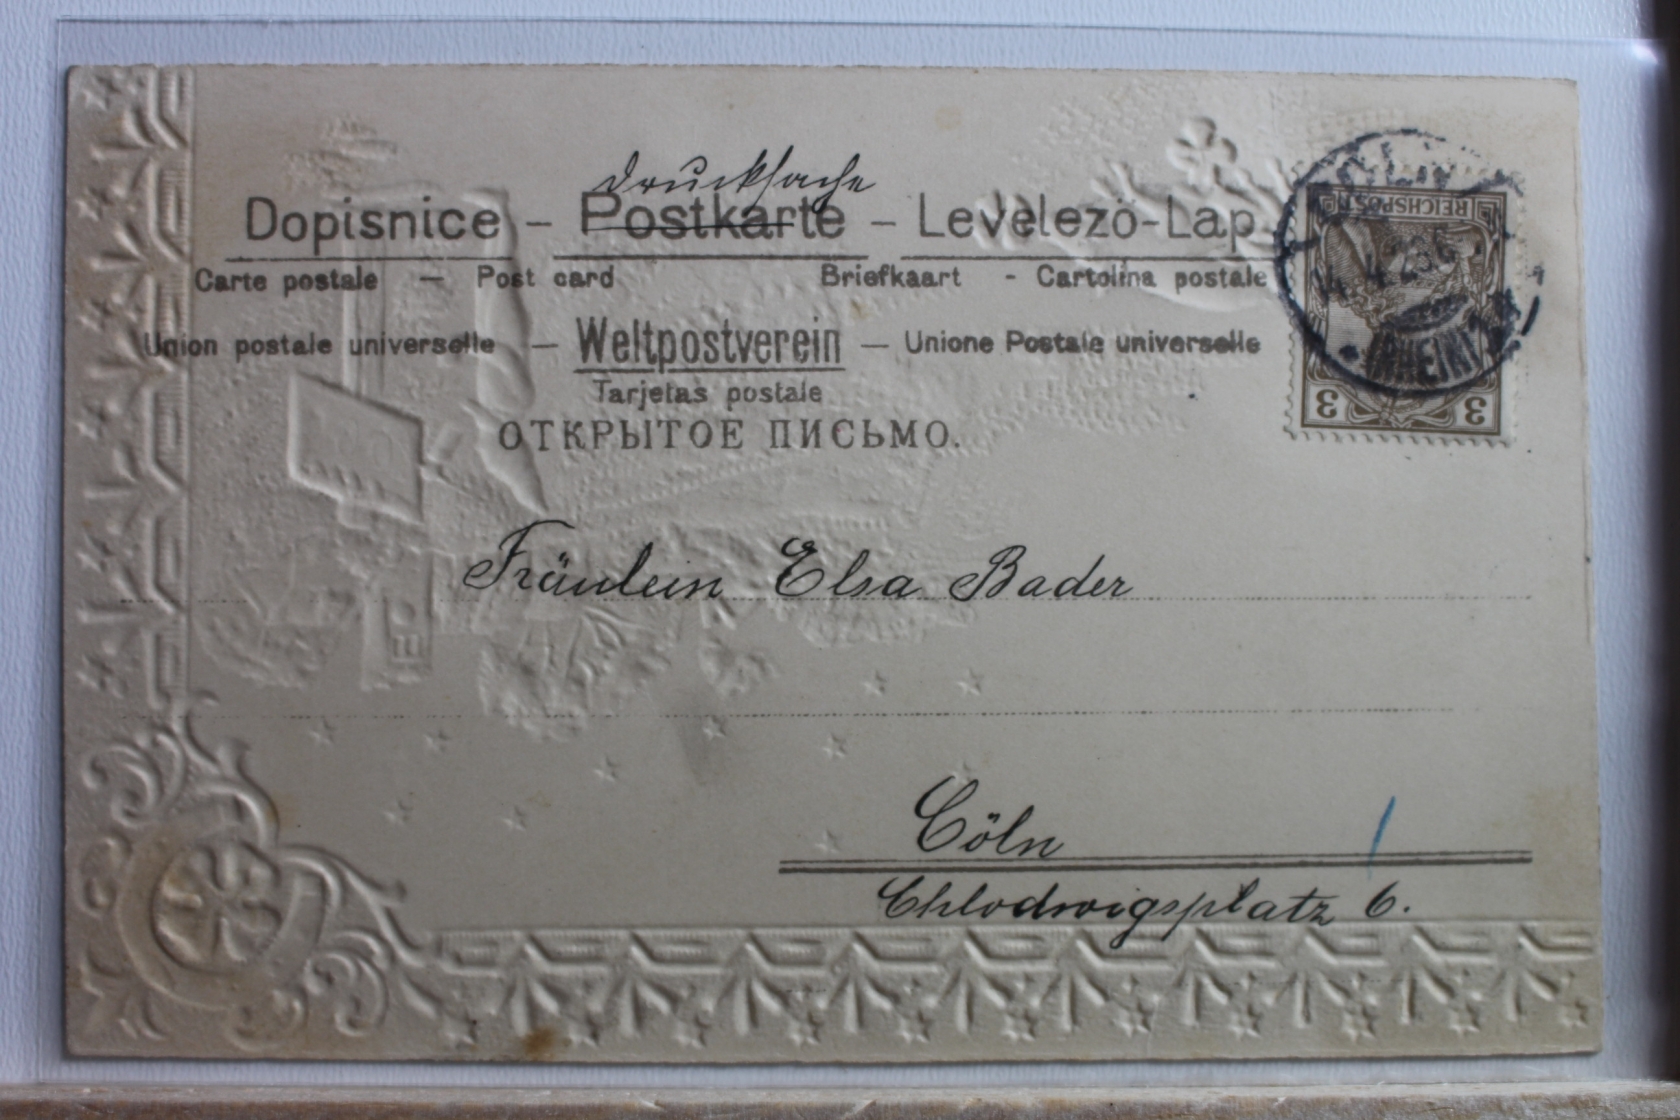 Drucksache
Dopisnice – Postkarte – Levelezö-Lap
Carte postale – Post card Briefkaart - Cartolina postale
Union postale universelle – Weltpostverein – Unione Postale universelle
Tarjetas postale
ОТКРЫТОЕ ПИСЬМО.
REICHSPOST
(RHEIN)
3 3
Fräulein Elsa Bader
Cöln
Chlodwigsplatz 6.